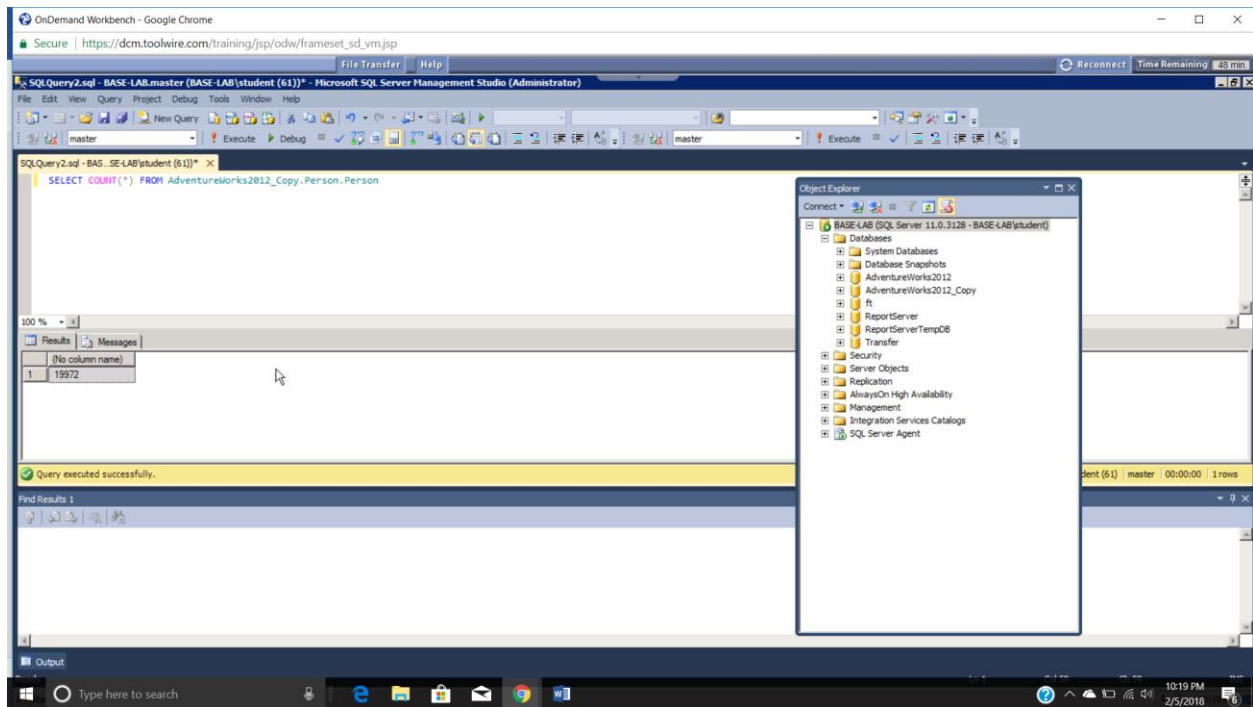 OnDemand Workbench - Google Chrome
Secure | https://dcm.toolwire.com/training/jsp/odw/frameset_sd_vm.jsp
File Transfer Help Reconnect Time Remaining 48 min
SQLQuery2.sql - BASE-LAB.master (BASE-LAB\student (61))* - Microsoft SQL Server Management Studio (Administrator)
File Edit View Query Project Debug Tools Window Help
New Query
master Execute Debug master Execute
SQLQuery2.sql - BAS...SE-LAB\student (61))*
SELECT COUNT(*) FROM AdventureWorks2012_Copy.Person.Person
100 %
Results Messages
(No column name)
1 19972
Query executed successfully.
dent (61) master 00:00:00 1 rows
Object Explorer
Connect
BASE-LAB (SQL Server 11.0.3128 - BASE-LAB\student)
Databases
System Databases
Database Snapshots
AdventureWorks2012
AdventureWorks2012_Copy
ft
ReportServer
ReportServerTempDB
Transfer
Security
Server Objects
Replication
AlwaysOn High Availability
Management
Integration Services Catalogs
SQL Server Agent
Find Results 1
Output
Type here to search
10:19 PM
2/5/2018
6